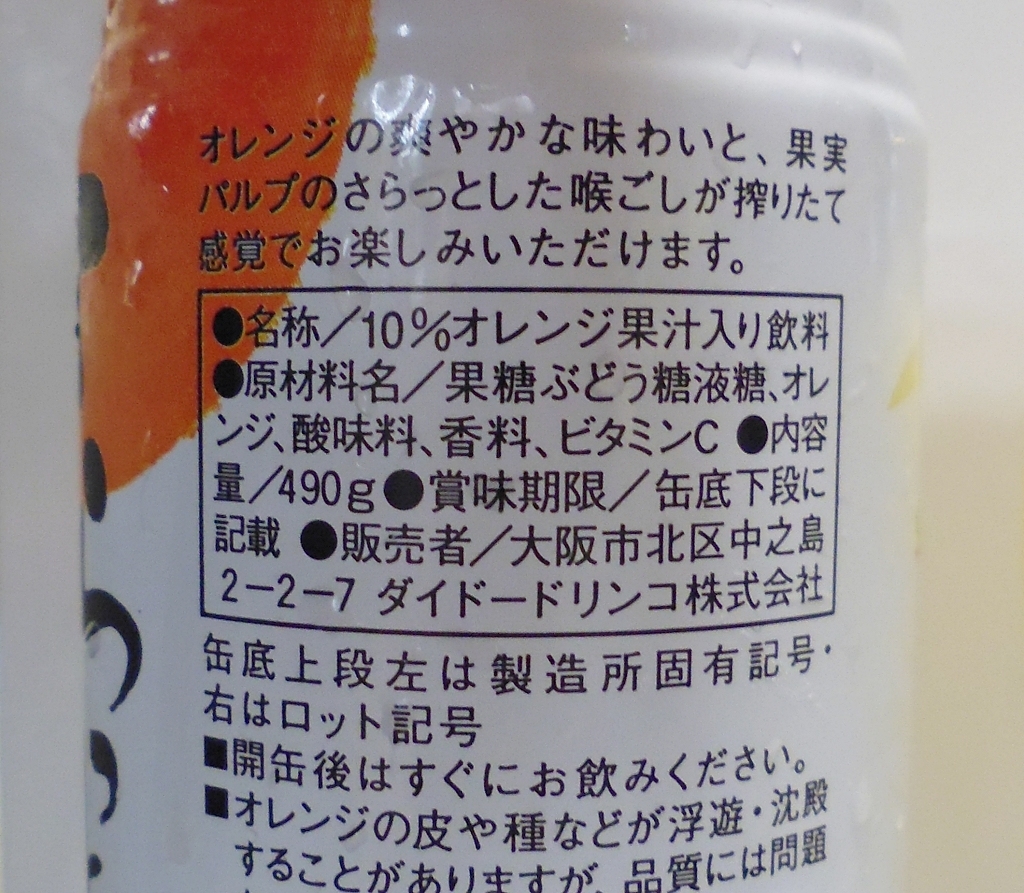 オレンジの爽やかな味わいと、果実
パルプのさらっとした喉ごしが搾りたて
感覚でお楽しみいただけます。
●名称／10％オレンジ果汁入り飲料
●原材料名／果糖ぶどう糖液糖、オレ
ンジ、酸味料、香料、ビタミンC ●内容
量／490g ●賞味期限／缶底下段に
記載 ●販売者／大阪市北区中之島
2−2−7 ダイドードリンコ株式会社
缶底上段左は製造所固有記号・
右はロット記号
■開缶後はすぐにお飲みください。
■オレンジの皮や種などが浮遊・沈殿
することがありますが、品質には問題